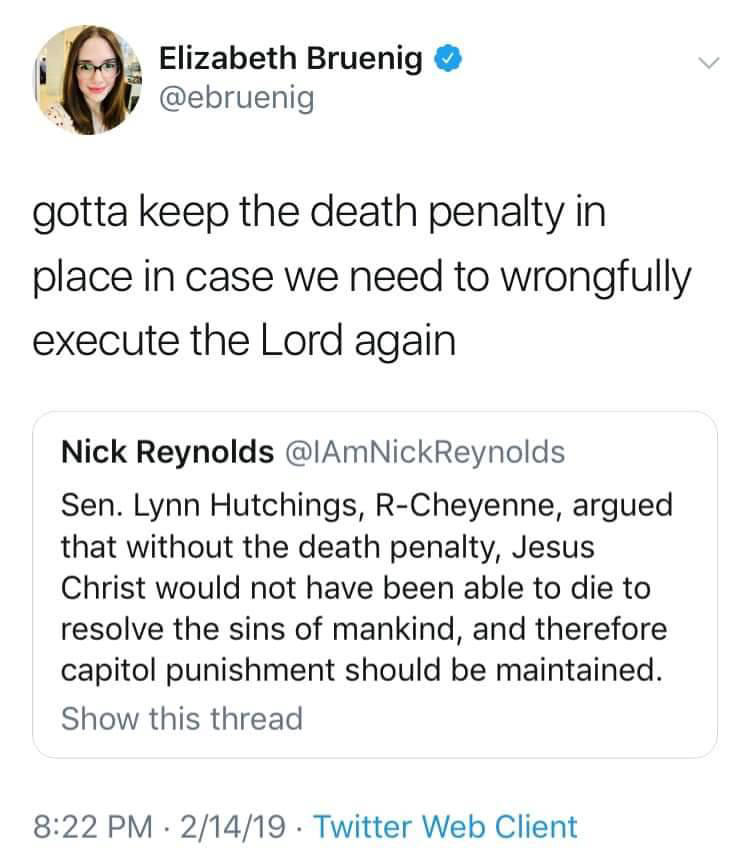 Elizabeth Bruenig
@ebruenig
gotta keep the death penalty in
place in case we need to wrongfully
execute the Lord again
Nick Reynolds @IAmNickReynolds
Sen. Lynn Hutchings, R-Cheyenne, argued
that without the death penalty, Jesus
Christ would not have been able to die to
resolve the sins of mankind, and therefore
capitol punishment should be maintained.
Show this thread
8:22 PM · 2/14/19 · Twitter Web Client